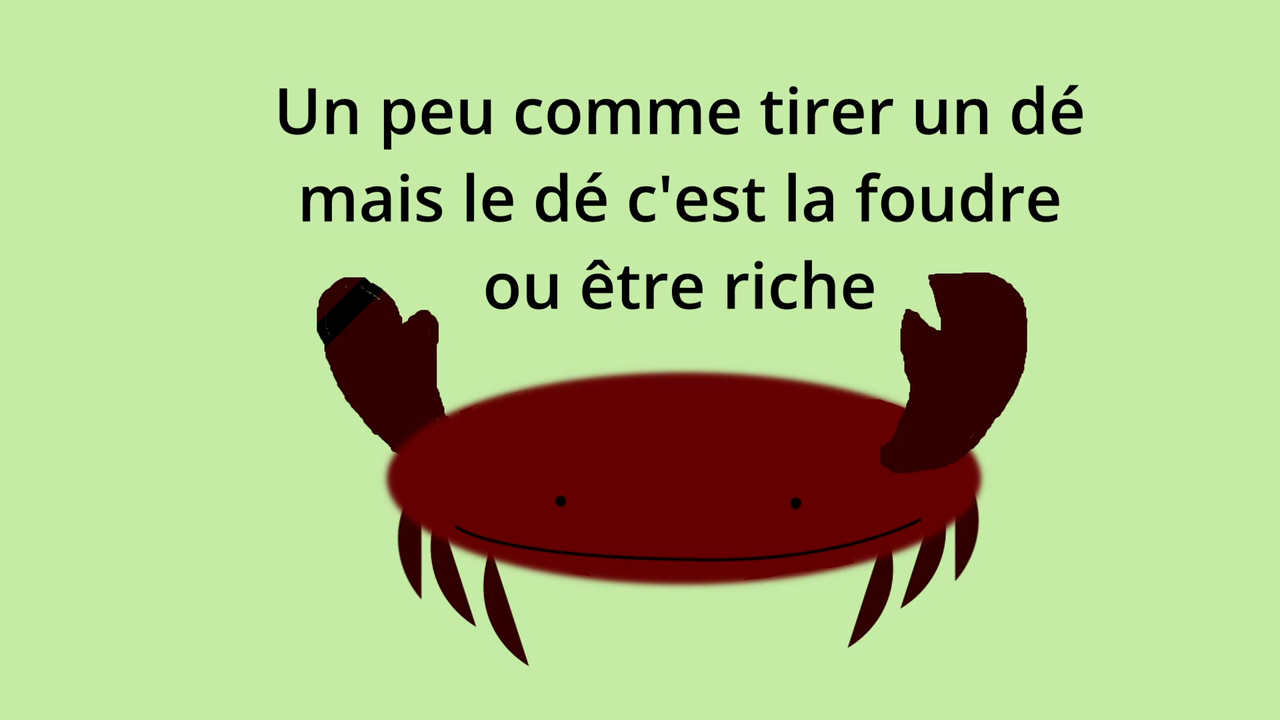 Un peu comme tirer un dé
mais le dé c'est la foudre
ou être riche